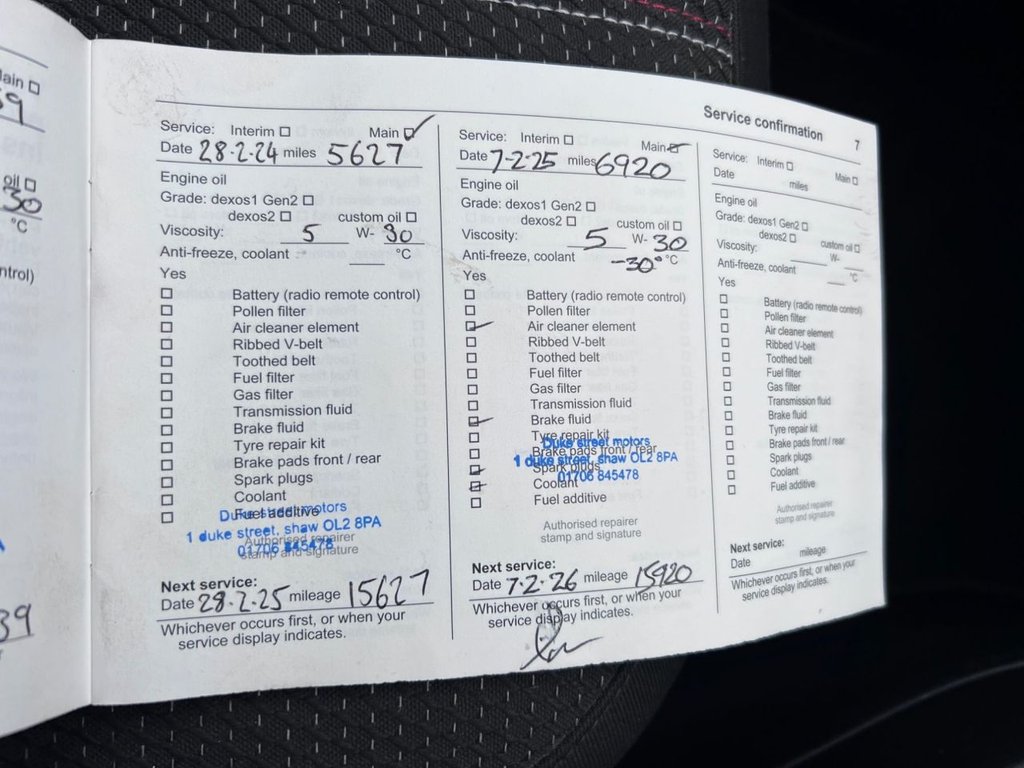 ain ☐
9
oil ☐
30
°C
ntrol)
39
Service confirmation 7
Service: Interim ☐ Main ☑
Date 28-2-24 miles 5627
Engine oil
Grade: dexos1 Gen2 ☐
dexos2 ☐ custom oil ☐
Viscosity: 5 W- 30
Anti-freeze, coolant °C
Yes
☐ Battery (radio remote control)
☐ Pollen filter
☐ Air cleaner element
☐ Ribbed V-belt
☐ Toothed belt
☐ Fuel filter
☐ Gas filter
☐ Transmission fluid
☐ Brake fluid
☐ Tyre repair kit
☐ Brake pads front / rear
☐ Spark plugs
☐ Coolant
☐ Fuel additive
Duke street motors
1 duke street, shaw OL2 8PA
01706 845478
Authorised repairer
stamp and signature
Next service:
Date 28-2-25 mileage 15627
Whichever occurs first, or when your
service display indicates.
Service: Interim ☐ Main ☑
Date 7-2-25 miles 6920
Engine oil
Grade: dexos1 Gen2 ☐
dexos2 ☐ custom oil ☐
Viscosity: 5 W- 30
Anti-freeze, coolant -30° °C
Yes
☐ Battery (radio remote control)
☐ Pollen filter
☑ Air cleaner element
☐ Ribbed V-belt
☐ Toothed belt
☐ Fuel filter
☐ Gas filter
☐ Transmission fluid
☑ Brake fluid
☐ Tyre repair kit
☐ Brake pads front / rear
☑ Spark plugs
☑ Coolant
☐ Fuel additive
Duke street motors
1 duke street, shaw OL2 8PA
01706 845478
Authorised repairer
stamp and signature
Next service:
Date 7-2-26 mileage 15920
Whichever occurs first, or when your
service display indicates.
Service: Interim ☐ Main ☐
Date miles
Engine oil
Grade: dexos1 Gen2 ☐
dexos2 ☐ custom oil ☐
Viscosity: W-
Anti-freeze, coolant °C
Yes
☐ Battery (radio remote control)
☐ Pollen filter
☐ Air cleaner element
☐ Ribbed V-belt
☐ Toothed belt
☐ Fuel filter
☐ Gas filter
☐ Transmission fluid
☐ Brake fluid
☐ Tyre repair kit
☐ Brake pads front / rear
☐ Spark plugs
☐ Coolant
☐ Fuel additive
Authorised repairer
stamp and signature
Next service:
Date mileage
Whichever occurs first, or when your
service display indicates.